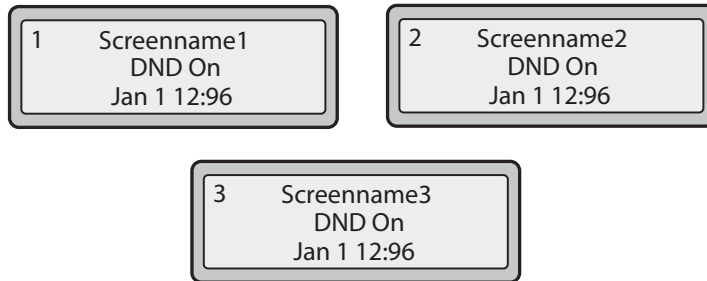 1 Screenname1
DND On
Jan 1 12:96
2 Screenname2
DND On
Jan 1 12:96
3 Screenname3
DND On
Jan 1 12:96